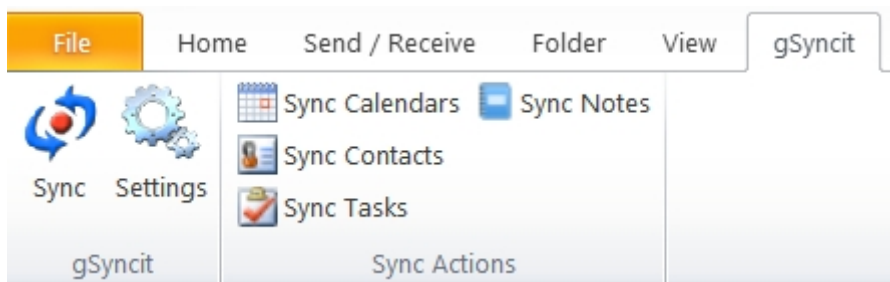 File Home Send / Receive Folder View gSyncit
Sync Calendars Sync Notes
Sync Contacts
Sync Settings
Sync Tasks
gSyncit Sync Actions